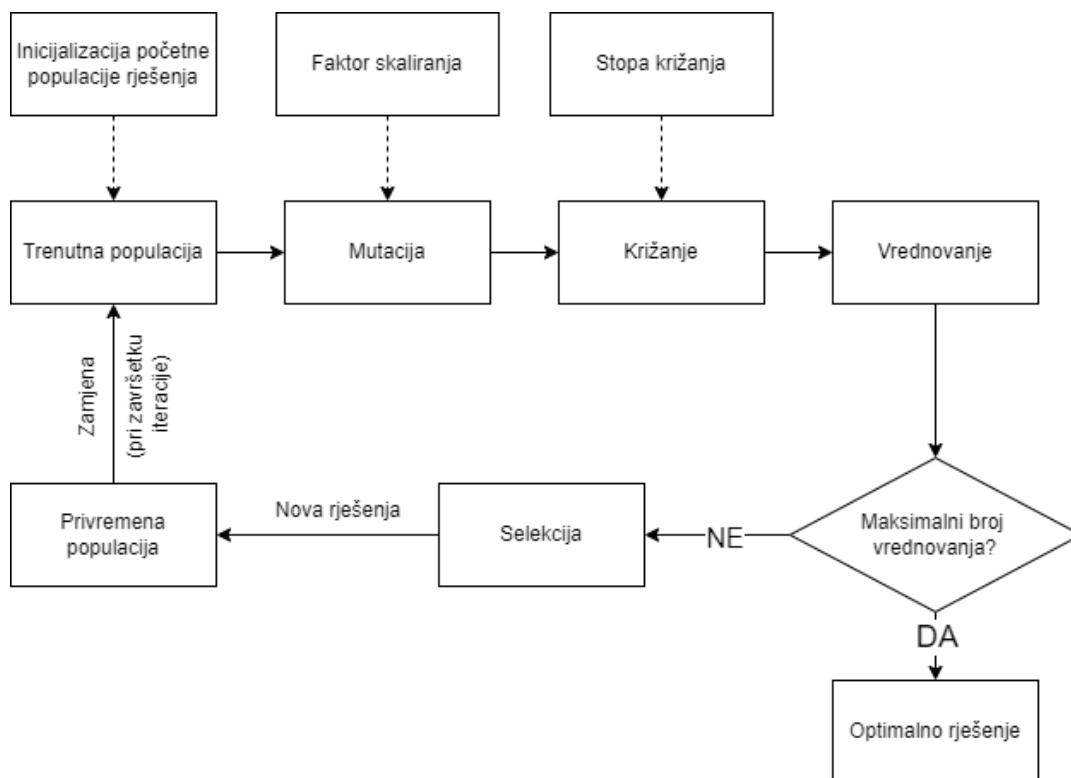 Inicijalizacija početne
populacije rješenja
Faktor skaliranja
Stopa križanja
Trenutna populacija
Mutacija
Križanje
Vrednovanje
Zamjena
(pri završetku
iteracije)
Privremena
populacija
Nova rješenja
Selekcija
NE
Maksimalni broj
vrednovanja?
DA
Optimalno rješenje